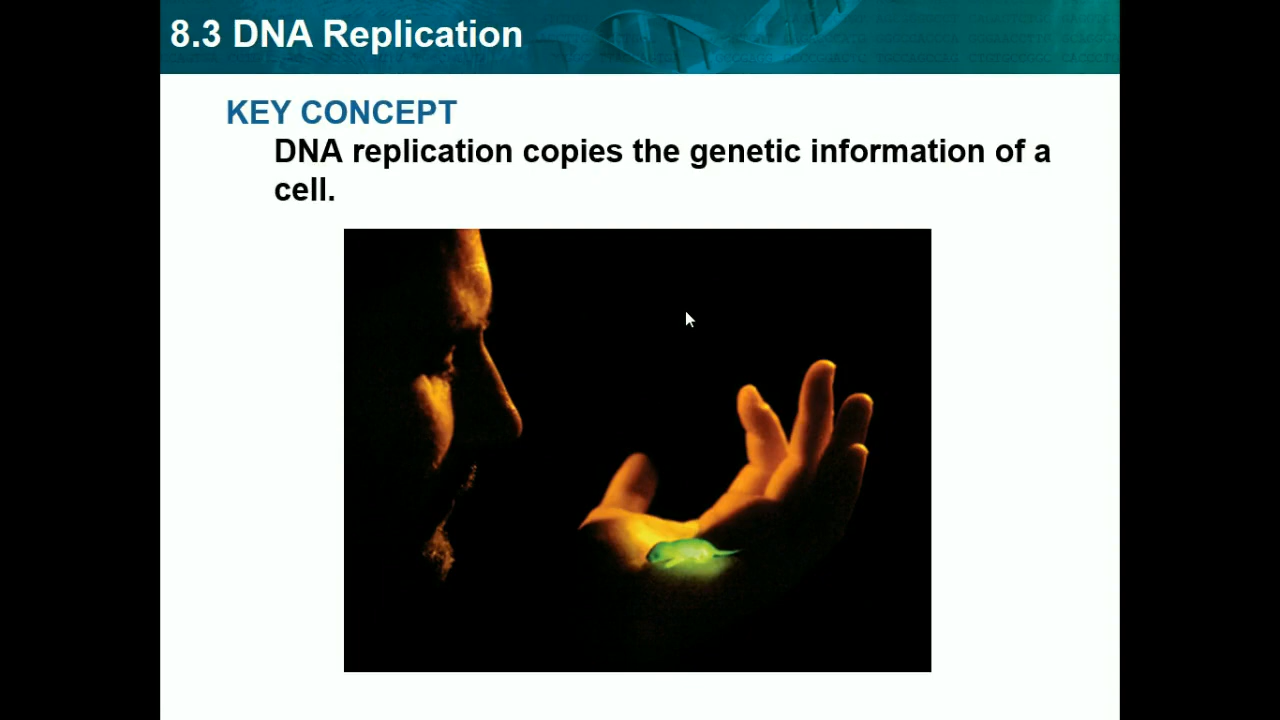 8.3 DNA Replication
KEY CONCEPT
DNA replication copies the genetic information of a
cell.